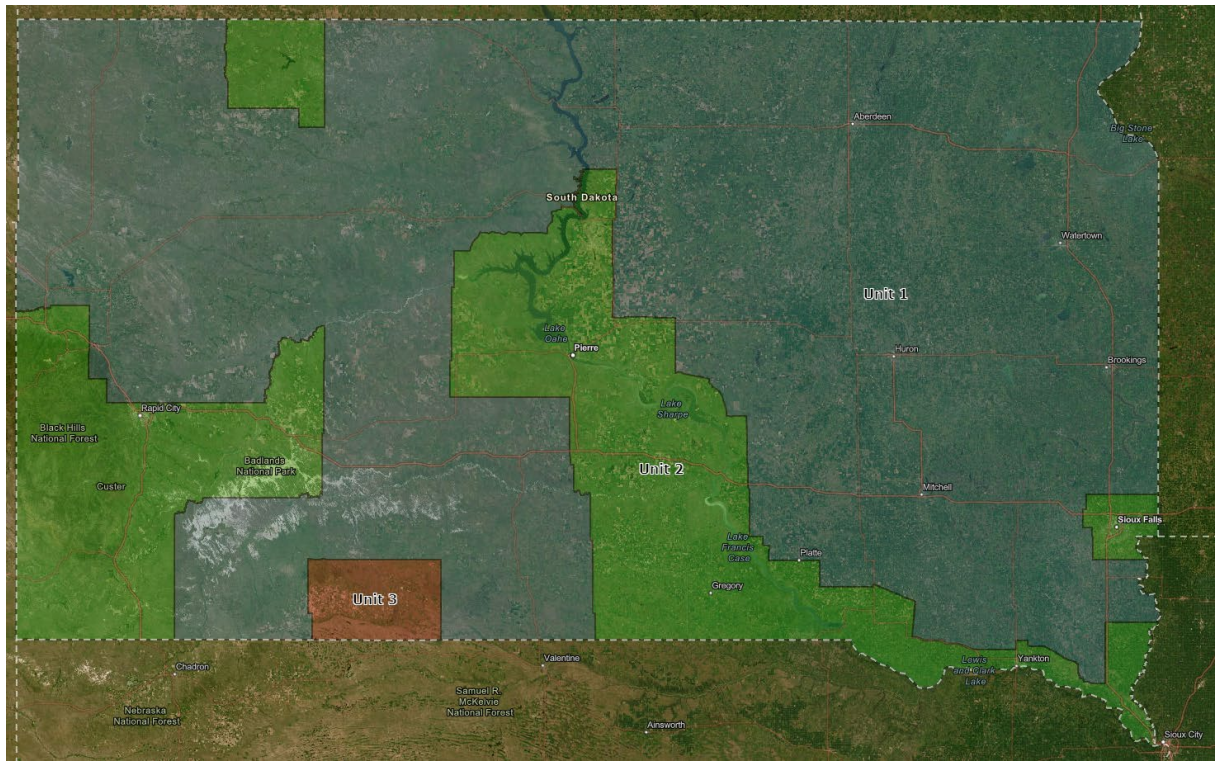 Aberdeen
Big Stone
Lake
South Dakota
Watertown
Unit 1
Lake
Oahe
Pierre
Huron
Brookings
Rapid City
Lake
Sharpe
Black Hills
National Forest
Badlands
National Park
Unit 2
Custer
Mitchell
Sioux Falls
Lake
Francis
Case
Platte
Gregory
Unit 3
Chadron
Valentine
Lewis
and Clark
Lake
Yankton
Nebraska
National Forest
Samuel R.
McKelvie
National Forest
Ainsworth
Sioux City